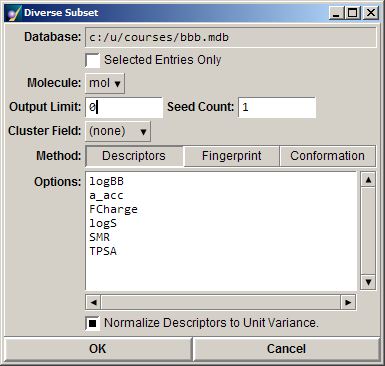 Diverse Subset
Database: c:/u/courses/bbb.mdb
Selected Entries Only
Molecule: mol
Output Limit: 0 Seed Count: 1
Cluster Field: (none)
Method: Descriptors Fingerprint Conformation
Options: logBB
a_acc
FCharge
logS
SMR
TPSA
Normalize Descriptors to Unit Variance.
OK Cancel